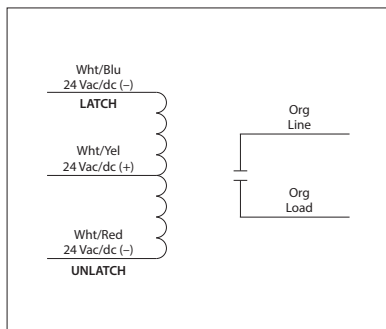 Wht/Blu
24 Vac/dc (–)
LATCH
Wht/Yel
24 Vac/dc (+)
Wht/Red
24 Vac/dc (–)
UNLATCH
Org
Line
Org
Load